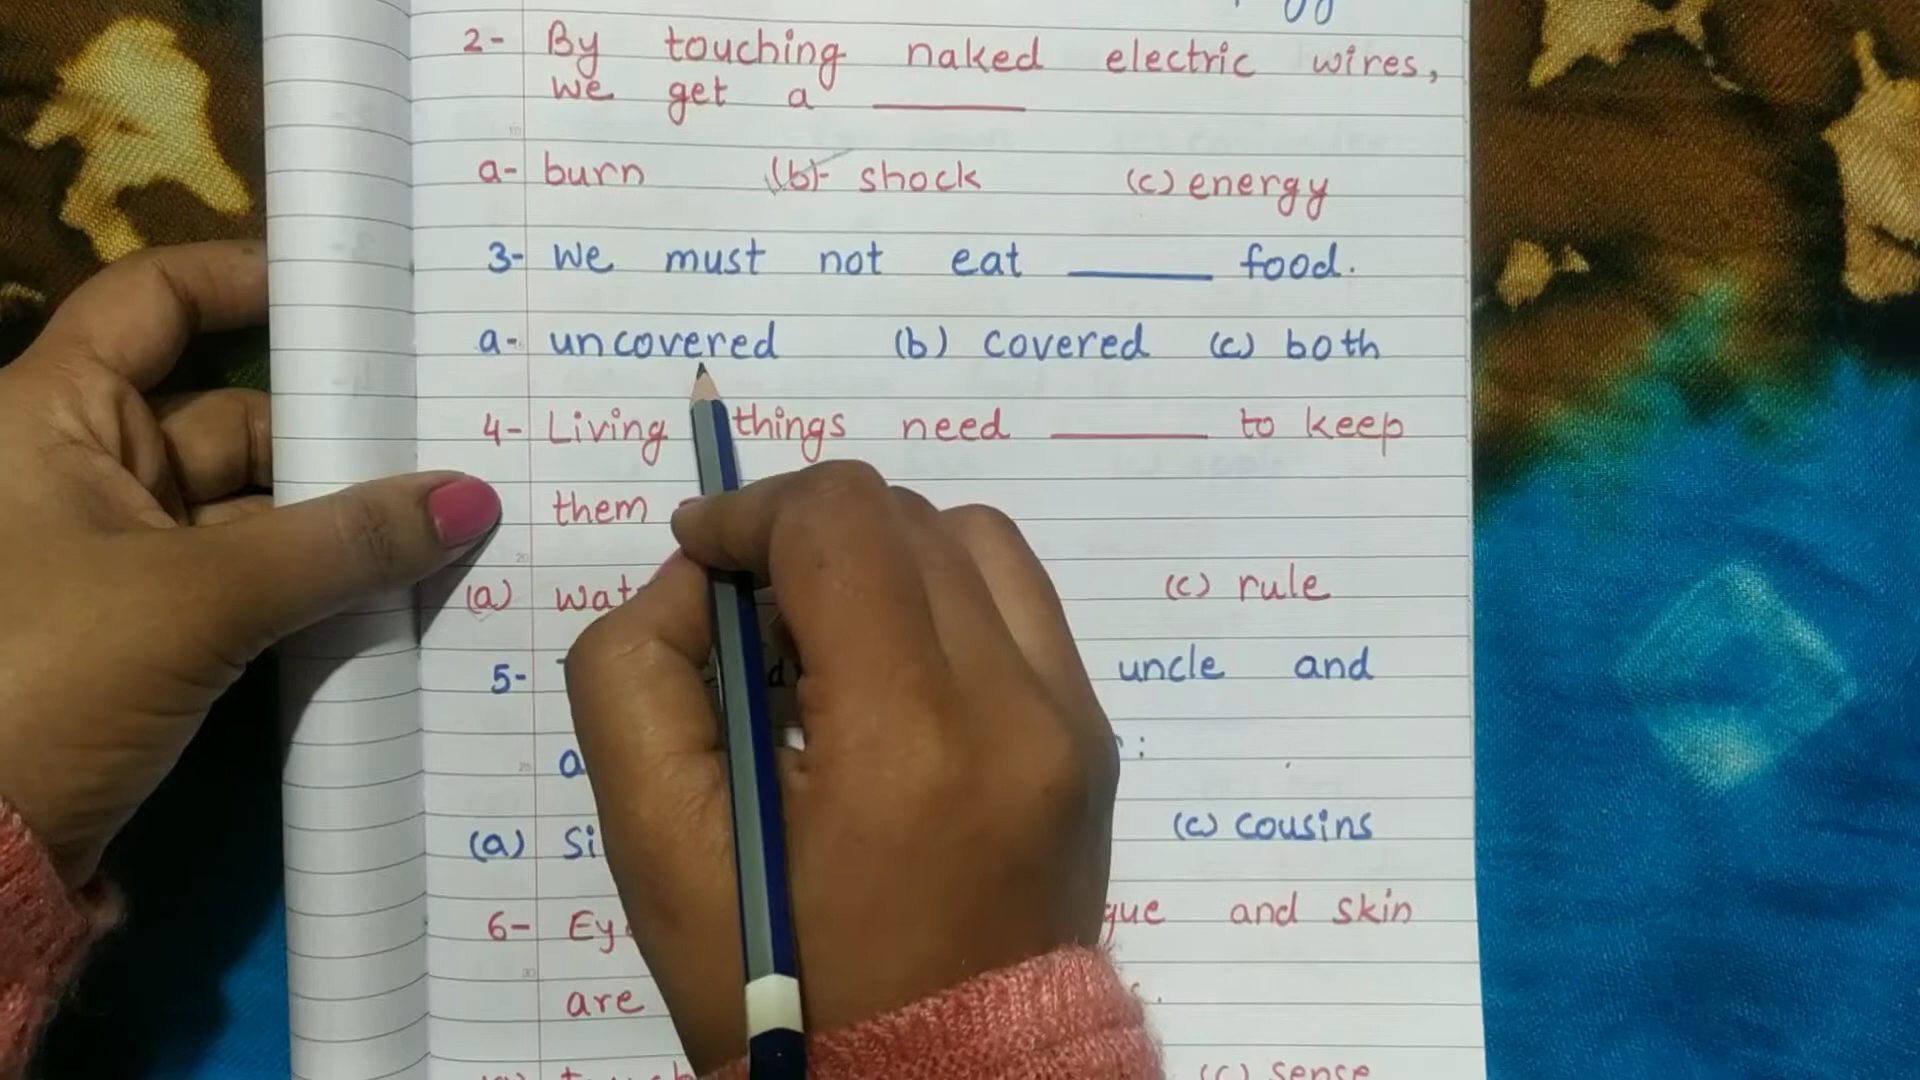 2- By touching naked electric wires,
we get a ______
a- burn (b)- shock (c) energy
3- We must not eat ______ food.
a- uncovered (b) covered (c) both
4- Living things need ______ to keep
them
(a) (c) rule
5- uncle and
(a) (c) cousins
6- and skin
are
(c) sense